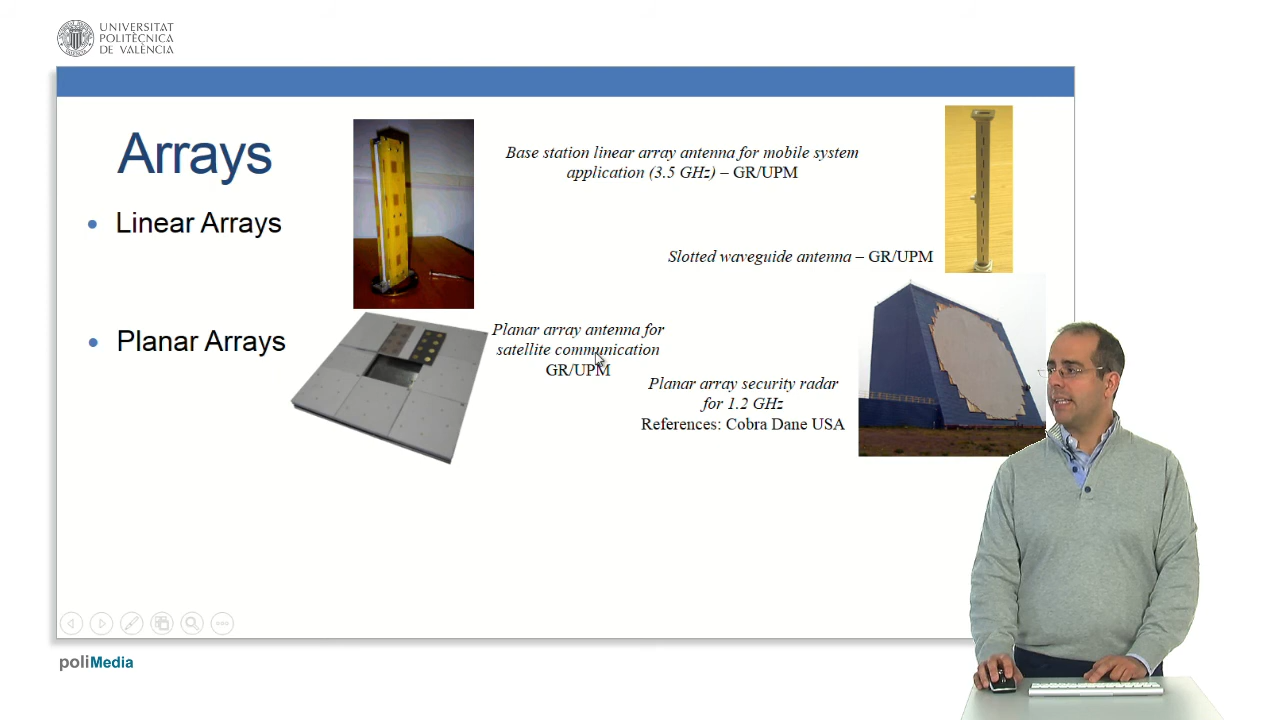 UNIVERSITAT
POLITÈCNICA
DE VALÈNCIA
Arrays
Base station linear array antenna for mobile system
application (3.5 GHz) – GR/UPM
• Linear Arrays
Slotted waveguide antenna – GR/UPM
• Planar Arrays
Planar array antenna for
satellite communication
GR/UPM
Planar array security radar
for 1.2 GHz
References: Cobra Dane USA
poliMedia